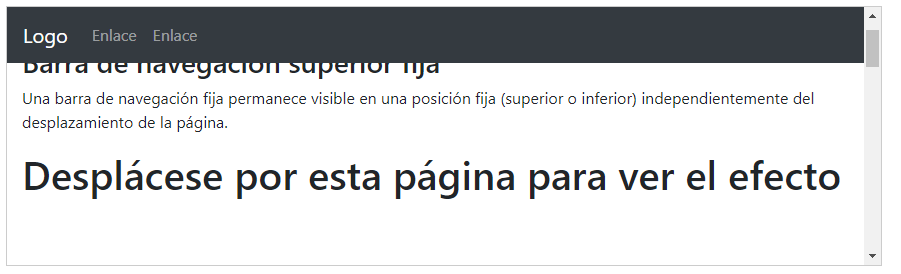 Logo Enlace Enlace
Barra de navegación superior fija
Una barra de navegación fija permanece visible en una posición fija (superior o inferior) independientemente del
desplazamiento de la página.
Desplácese por esta página para ver el efecto